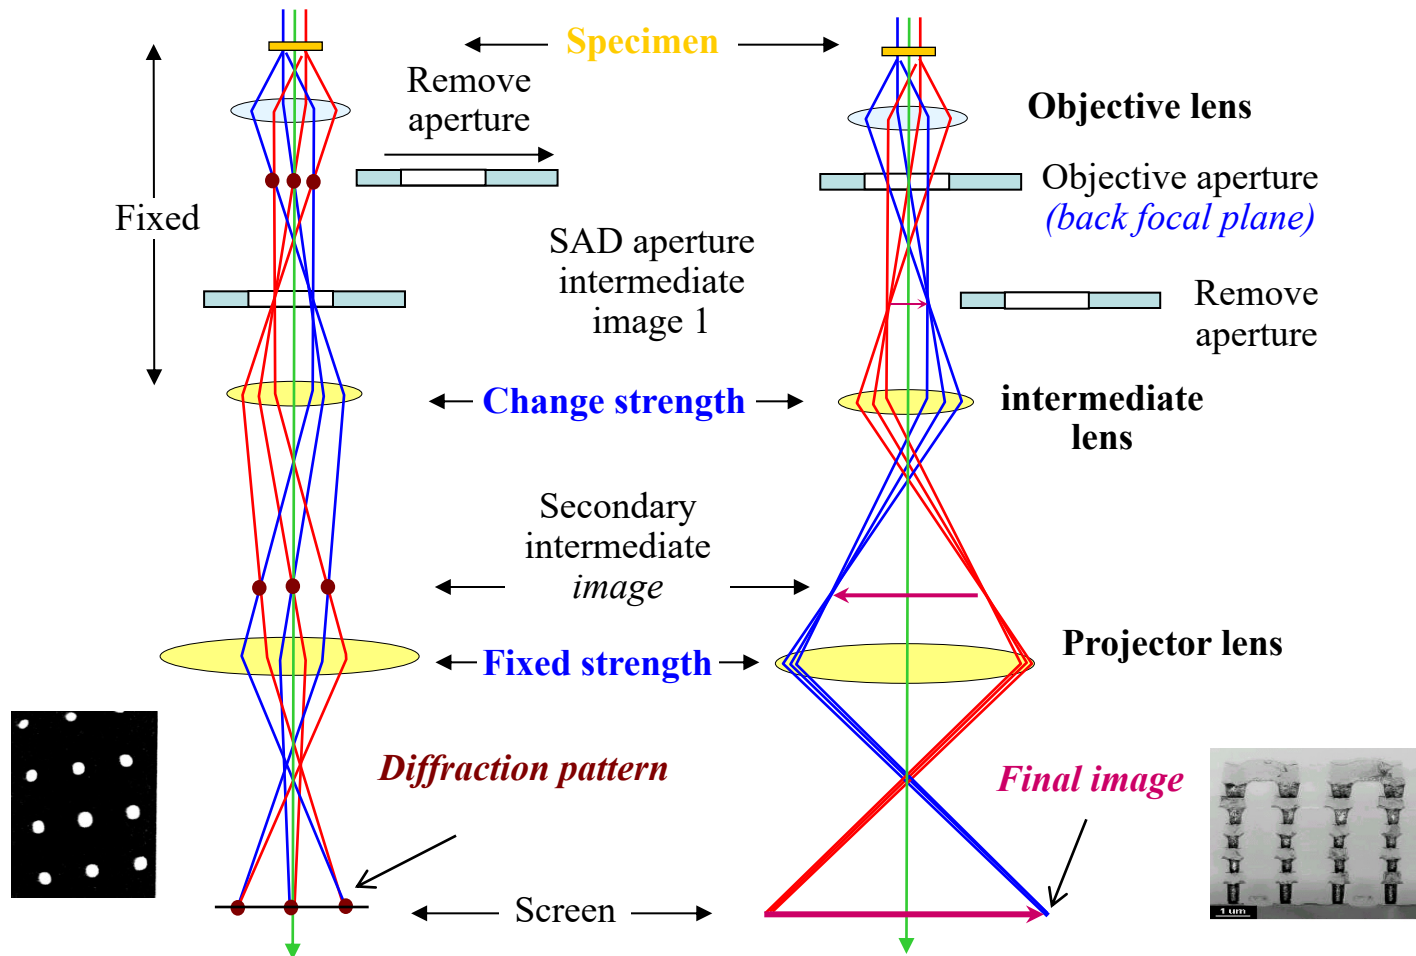 Specimen
Remove
aperture
Objective lens
Objective aperture
(back focal plane)
Fixed
SAD aperture
intermediate
image 1
Remove
aperture
Change strength
intermediate
lens
Secondary
intermediate
image
Projector lens
Fixed strength
Diffraction pattern
Final image
Screen
1 um